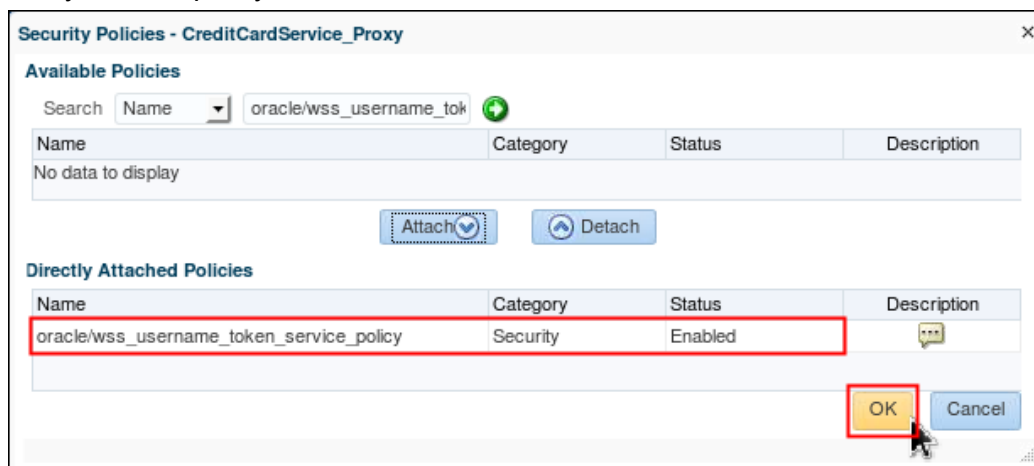 Security Policies - CreditCardService_Proxy
Available Policies
Search Name oracle/wss_username_tok
Name Category Status Description
No data to display
Attach Detach
Directly Attached Policies
Name Category Status Description
oracle/wss_username_token_service_policy Security Enabled
OK Cancel